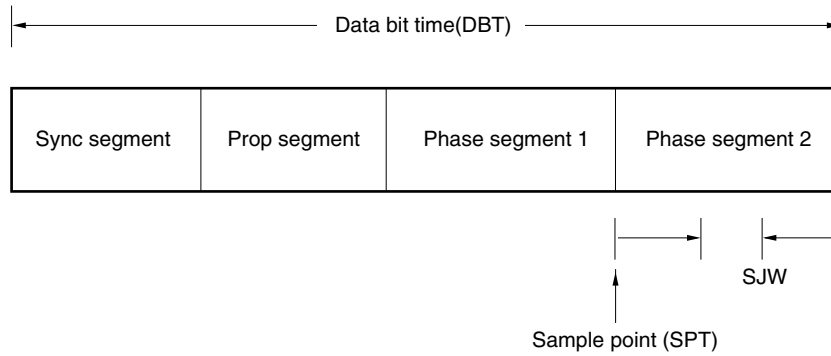 Data bit time(DBT)
Sync segment
Prop segment
Phase segment 1
Phase segment 2
SJW
Sample point (SPT)